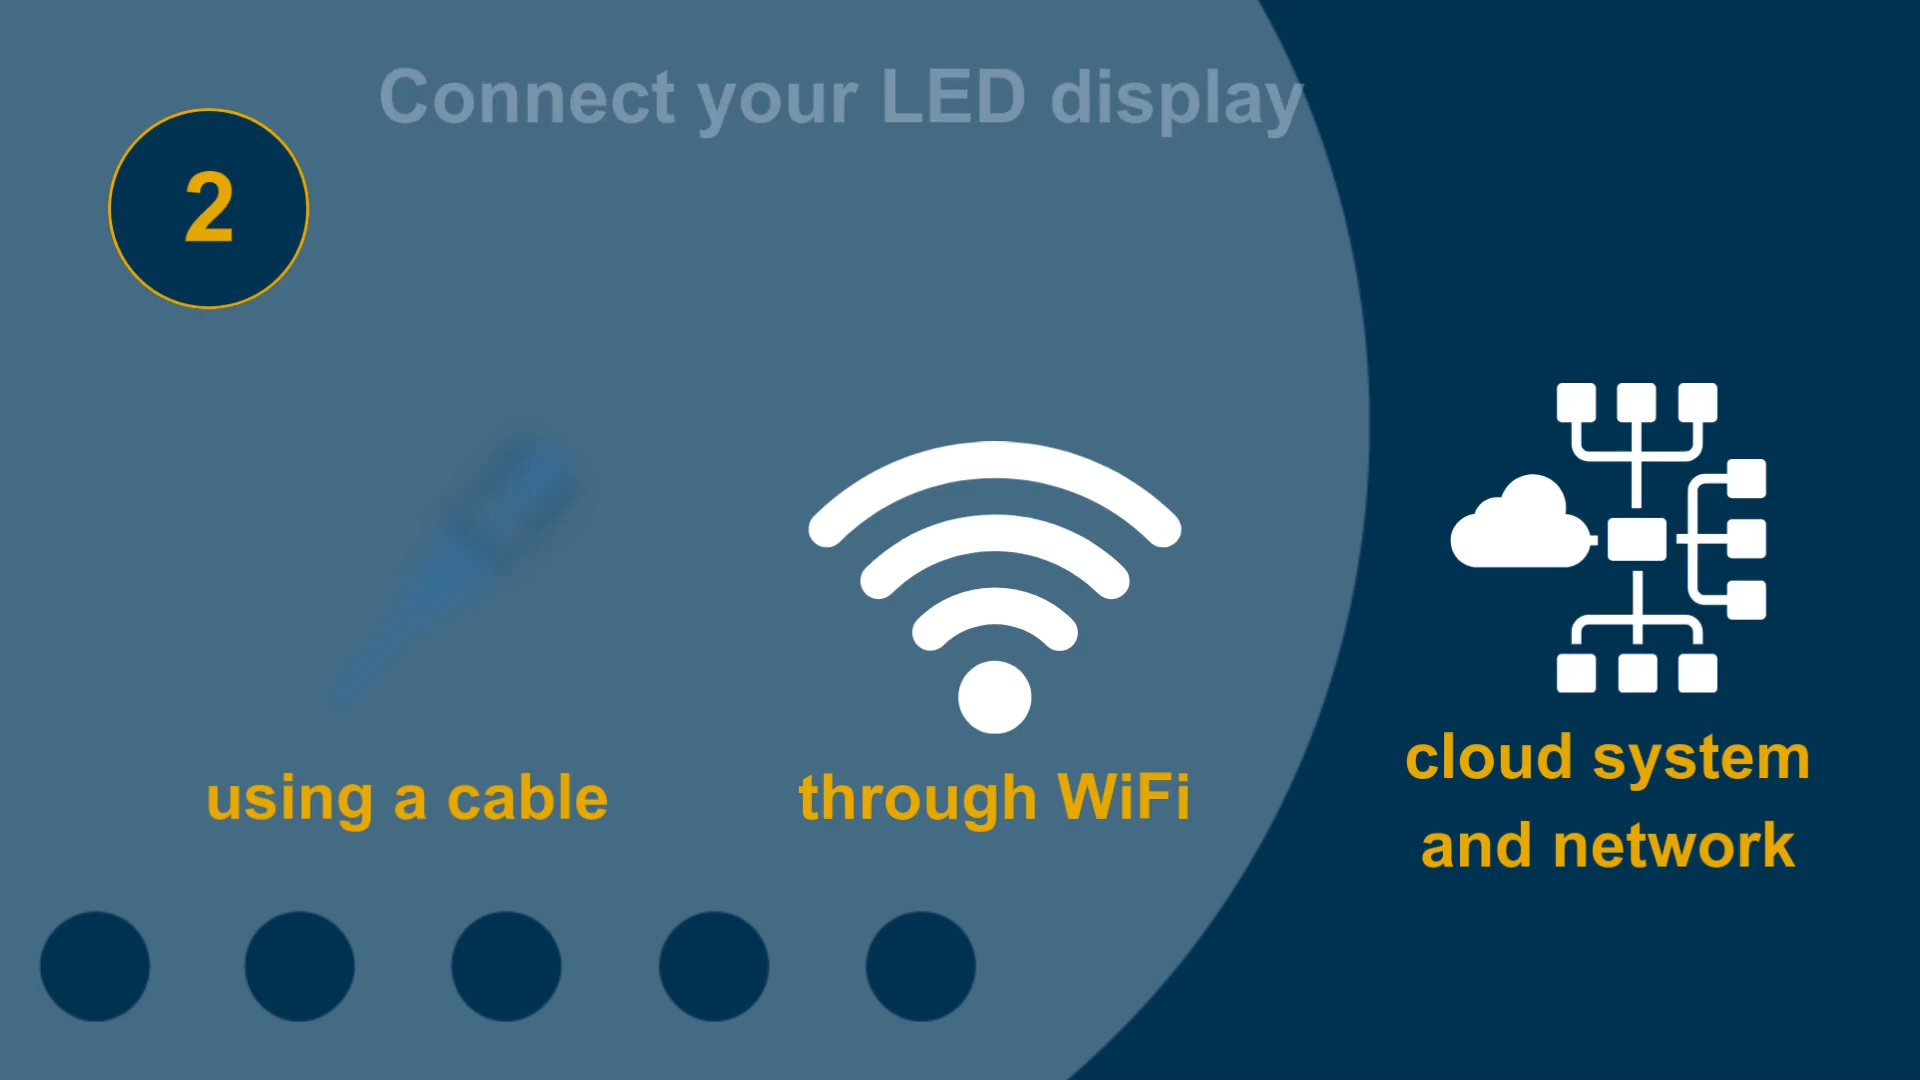 Connect your LED display
2
using a cable
through WiFi
cloud system
and network